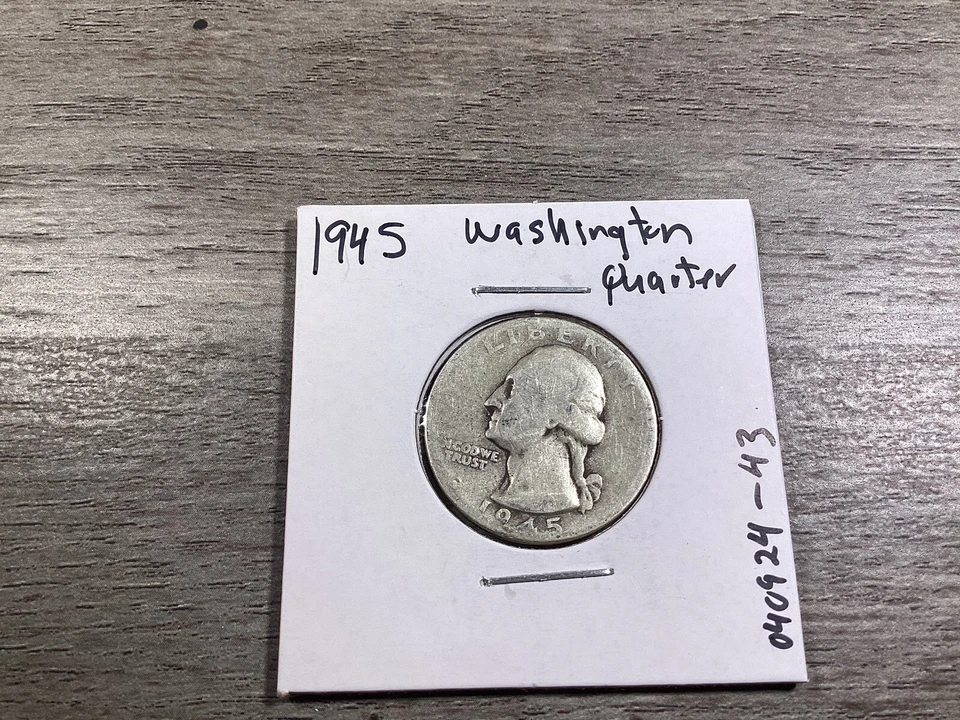 1945 Washington
Quarter
LIBERTY
IN GOD WE
TRUST
1945
040924-43